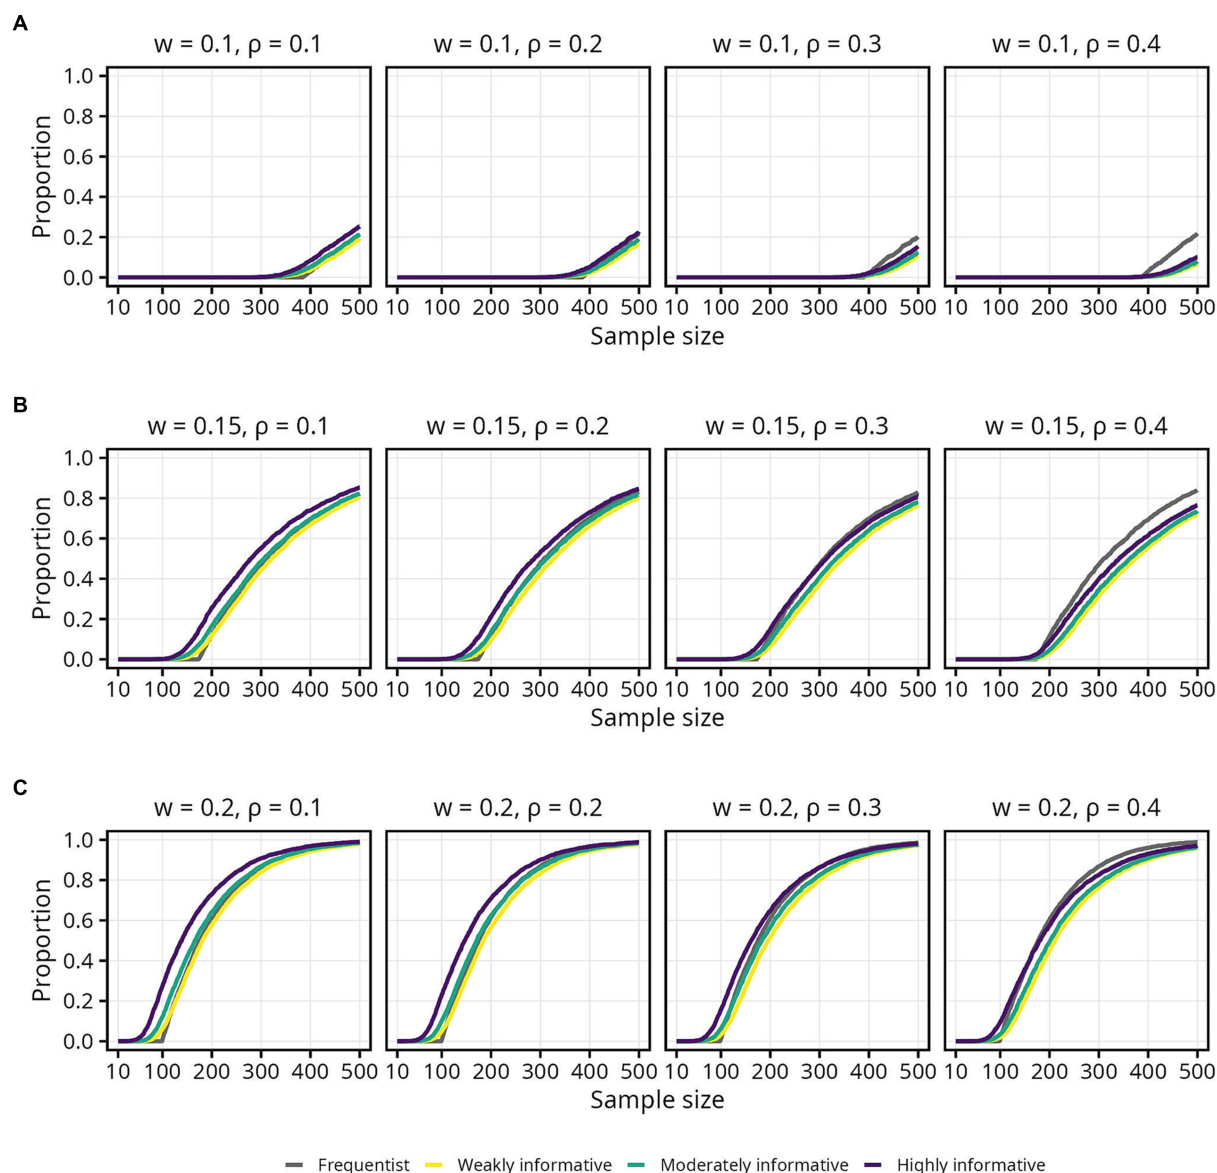 A
w = 0.1, ρ = 0.1 w = 0.1, ρ = 0.2 w = 0.1, ρ = 0.3 w = 0.1, ρ = 0.4
1.0
0.8
0.6
0.4
0.2
0.0
Proportion
10 100 200 300 400 500 10 100 200 300 400 500 10 100 200 300 400 500 10 100 200 300 400 500
Sample size
B
w = 0.15, ρ = 0.1 w = 0.15, ρ = 0.2 w = 0.15, ρ = 0.3 w = 0.15, ρ = 0.4
1.0
0.8
0.6
0.4
0.2
0.0
Proportion
10 100 200 300 400 500 10 100 200 300 400 500 10 100 200 300 400 500 10 100 200 300 400 500
Sample size
C
w = 0.2, ρ = 0.1 w = 0.2, ρ = 0.2 w = 0.2, ρ = 0.3 w = 0.2, ρ = 0.4
1.0
0.8
0.6
0.4
0.2
0.0
Proportion
10 100 200 300 400 500 10 100 200 300 400 500 10 100 200 300 400 500 10 100 200 300 400 500
Sample size
Frequentist Weakly informative Moderately informative Highly informative